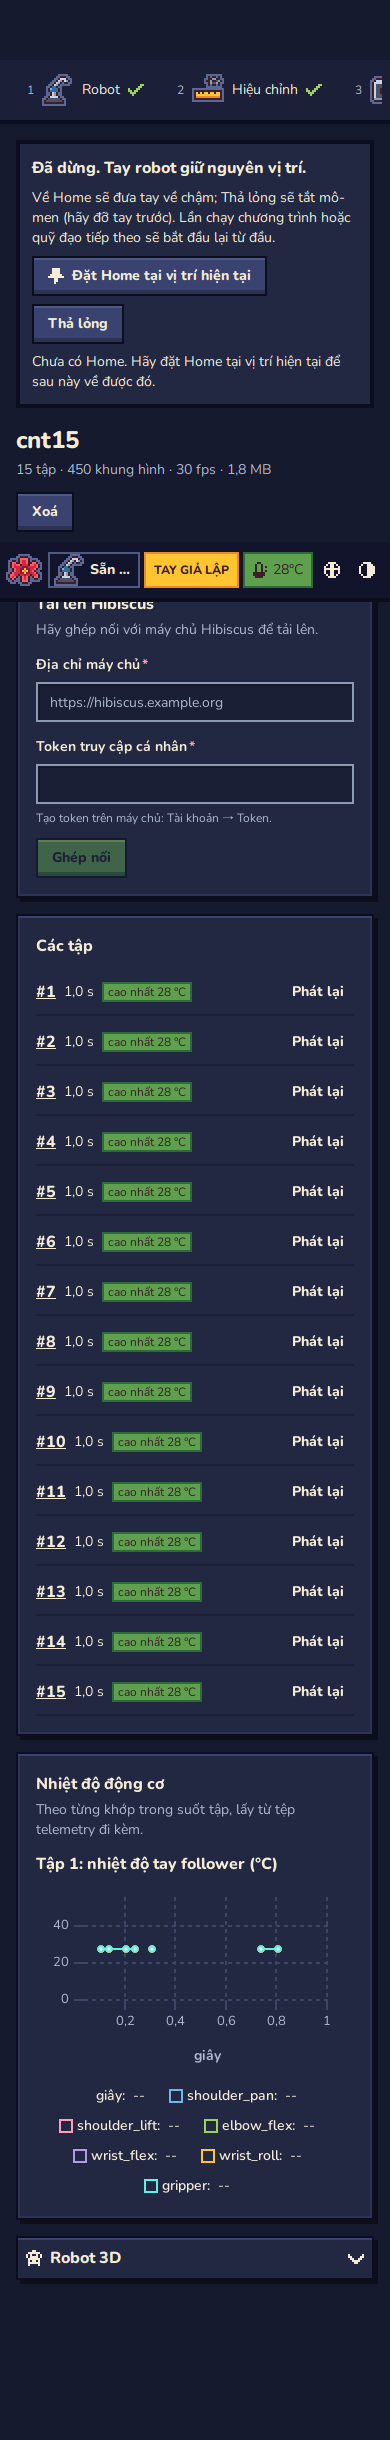 1 Robot
2 Hiệu chỉnh
3
Đã dừng. Tay robot giữ nguyên vị trí.
Về Home sẽ đưa tay về chậm; Thả lỏng sẽ tắt mô-
men (hãy đỡ tay trước). Lần chạy chương trình hoặc
quỹ đạo tiếp theo sẽ bắt đầu lại từ đầu.
Đặt Home tại vị trí hiện tại
Thả lỏng
Chưa có Home. Hãy đặt Home tại vị trí hiện tại để
sau này về được đó.
cnt15
15 tập · 450 khung hình · 30 fps · 1,8 MB
Xoá
Sẵn ...
TAY GIẢ LẬP
28°C
Tải lên Hibiscus
Hãy ghép nối với máy chủ Hibiscus để tải lên.
Địa chỉ máy chủ *
https://hibiscus.example.org
Token truy cập cá nhân *
Tạo token trên máy chủ: Tài khoản → Token.
Ghép nối
Các tập
#1 1,0 s cao nhất 28 °C Phát lại
#2 1,0 s cao nhất 28 °C Phát lại
#3 1,0 s cao nhất 28 °C Phát lại
#4 1,0 s cao nhất 28 °C Phát lại
#5 1,0 s cao nhất 28 °C Phát lại
#6 1,0 s cao nhất 28 °C Phát lại
#7 1,0 s cao nhất 28 °C Phát lại
#8 1,0 s cao nhất 28 °C Phát lại
#9 1,0 s cao nhất 28 °C Phát lại
#10 1,0 s cao nhất 28 °C Phát lại
#11 1,0 s cao nhất 28 °C Phát lại
#12 1,0 s cao nhất 28 °C Phát lại
#13 1,0 s cao nhất 28 °C Phát lại
#14 1,0 s cao nhất 28 °C Phát lại
#15 1,0 s cao nhất 28 °C Phát lại
Nhiệt độ động cơ
Theo từng khớp trong suốt tập, lấy từ tệp
telemetry đi kèm.
Tập 1: nhiệt độ tay follower (°C)
40
20
0
0,2 0,4 0,6 0,8 1
giây
giây: -- shoulder_pan: --
shoulder_lift: -- elbow_flex: --
wrist_flex: -- wrist_roll: --
gripper: --
Robot 3D